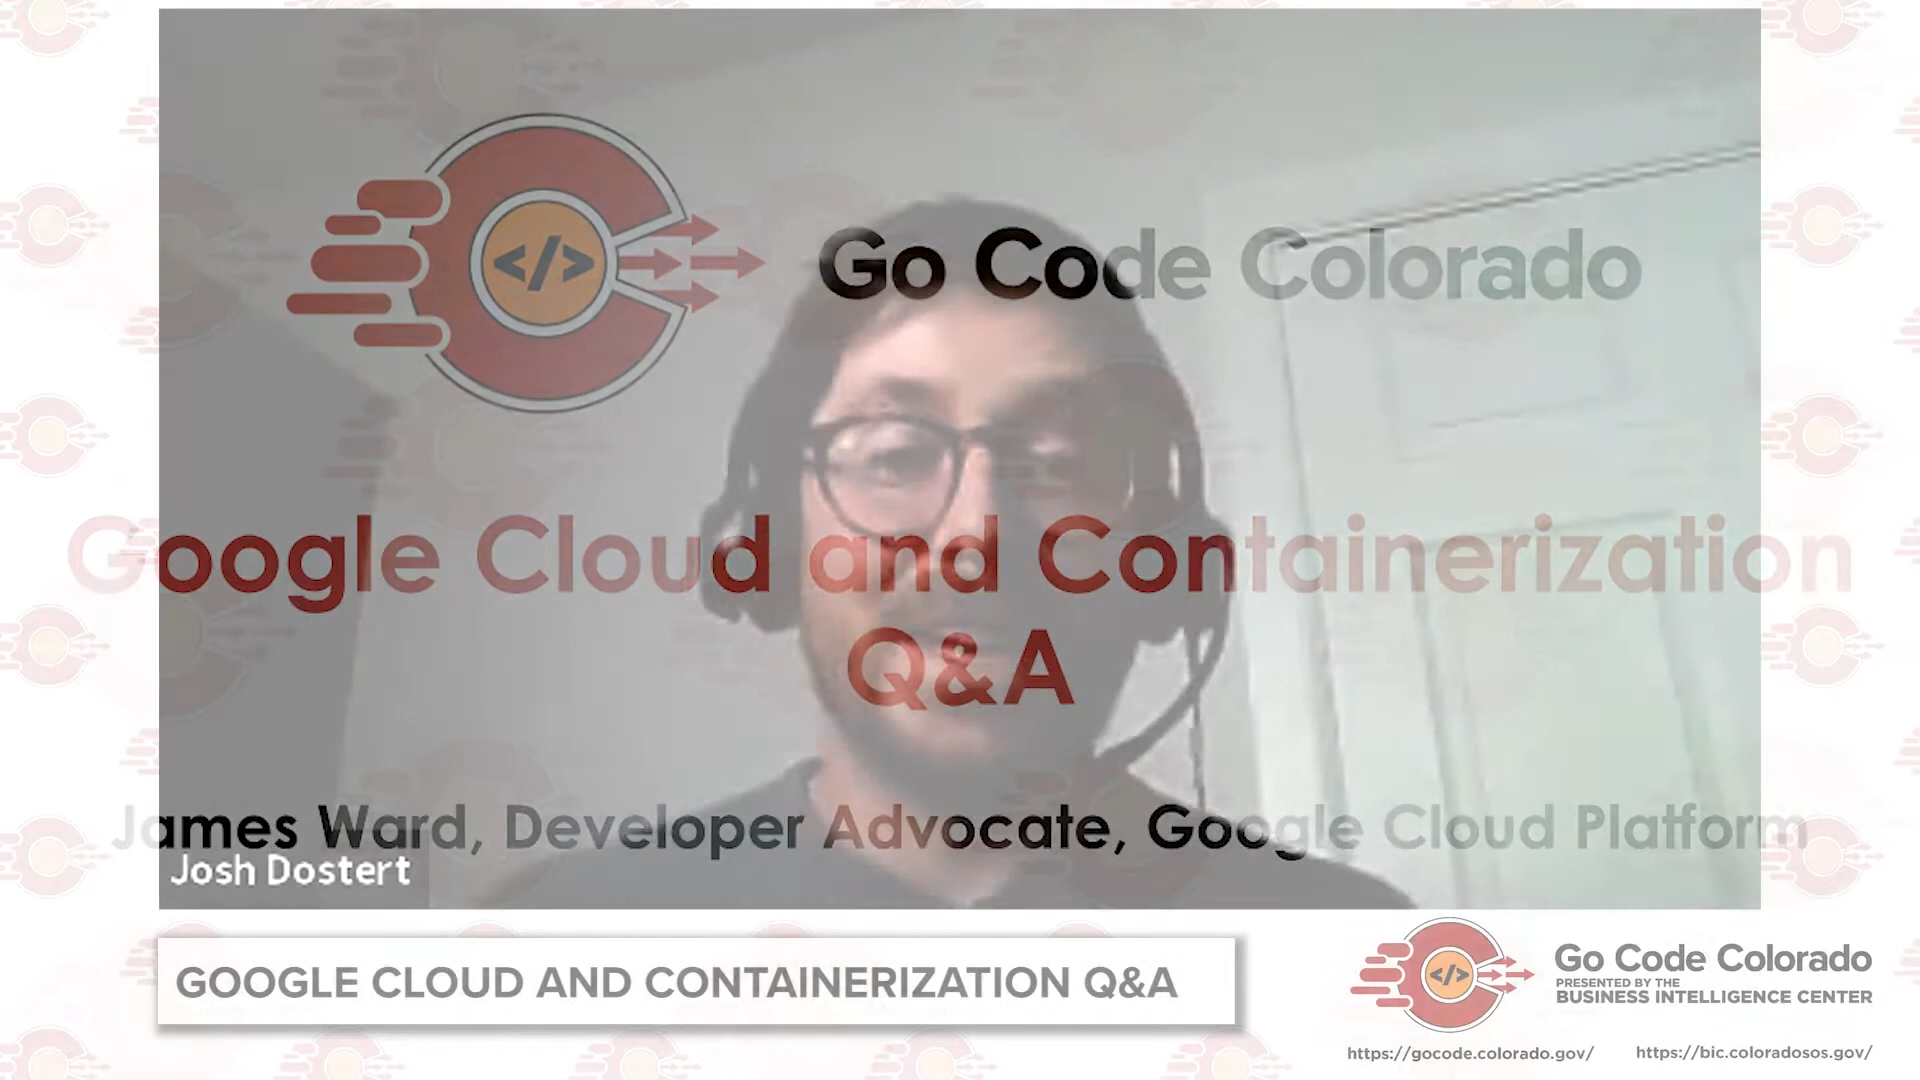 </>
Go Code Colorado
Google Cloud and Containerization
Q&A
James Ward, Developer Advocate, Google Cloud Platform
Josh Dostert
GOOGLE CLOUD AND CONTAINERIZATION Q&A
</>
Go Code Colorado
PRESENTED BY THE
BUSINESS INTELLIGENCE CENTER
https://gocode.colorado.gov/ https://bic.coloradosos.gov/